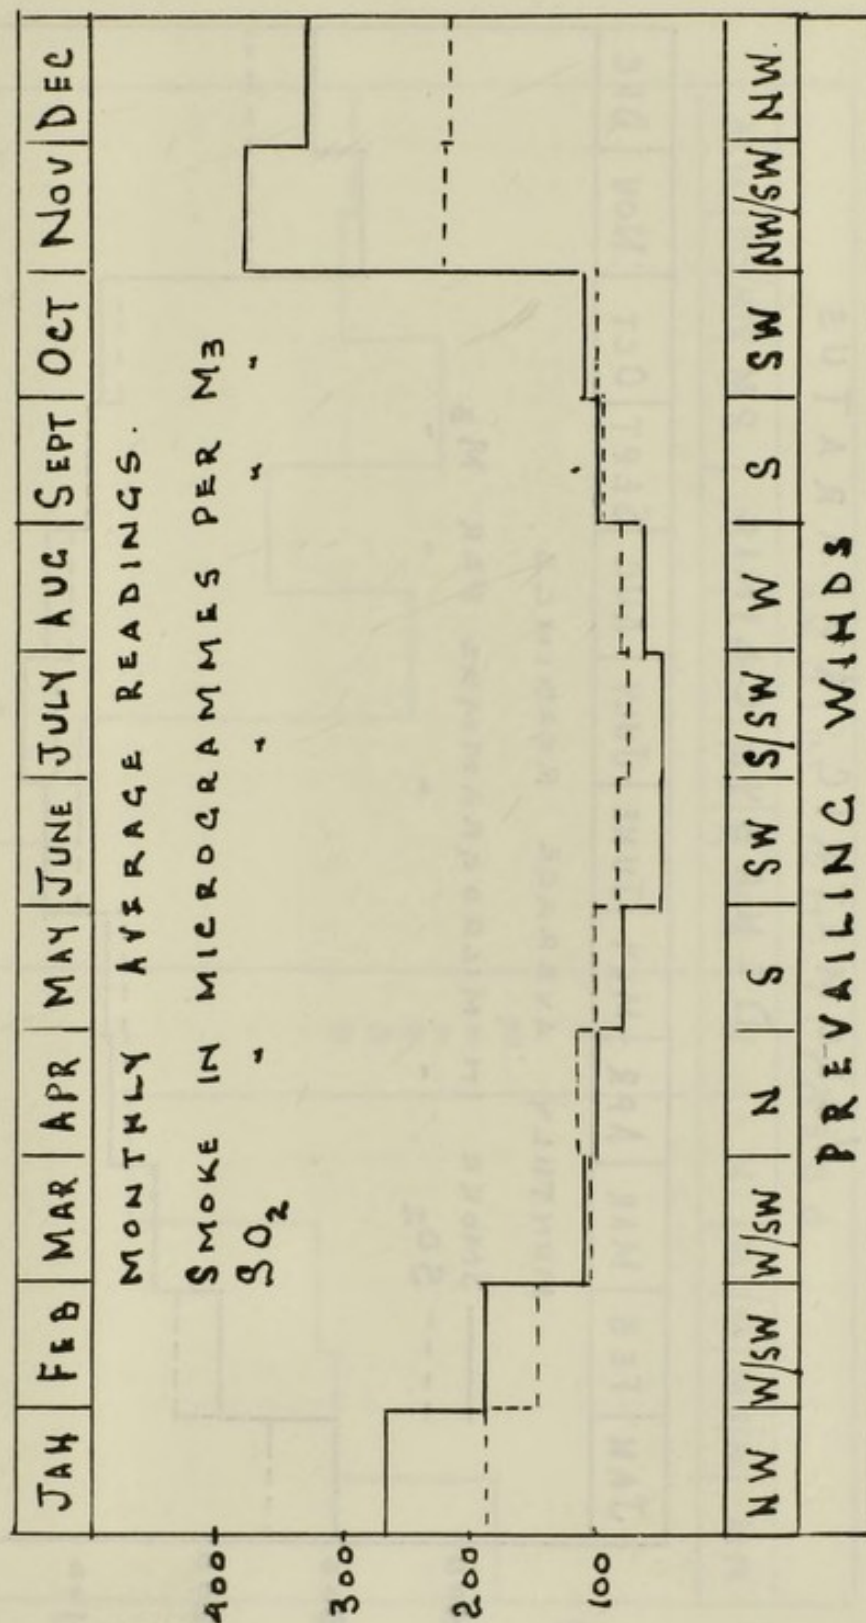 JAN FEB MAR APR MAY JUNE JULY AUG SEPT OCT NOV DEC
MONTHLY AVERAGE READINGS.
SMOKE IN MICROGRAMMES PER M3
SO2 " " " "
400
300
200
100
NW W/SW W/SW N S SW S/SW W S SW NW/SW NW.
PREVAILING WINDS